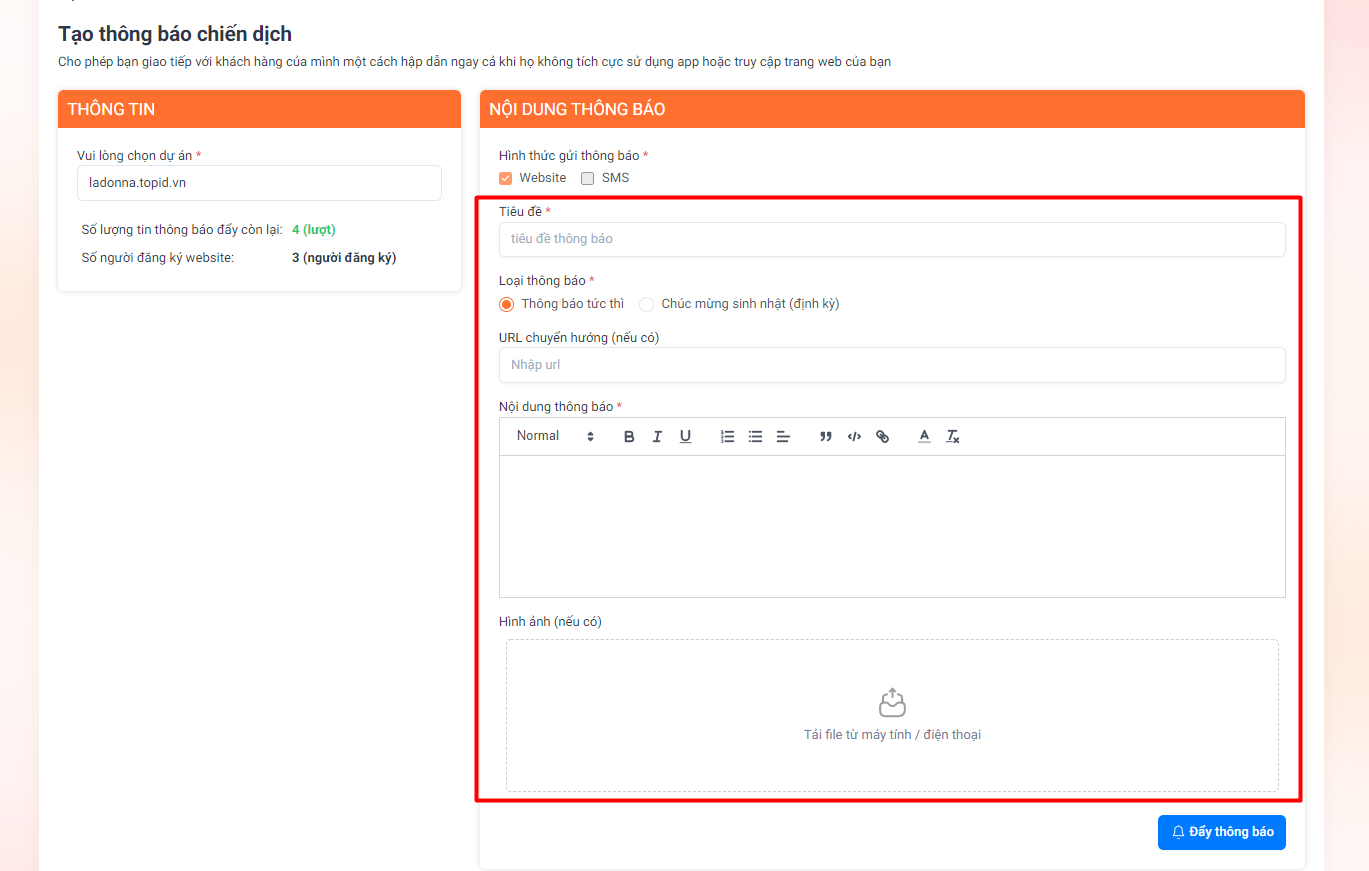 Tạo thông báo chiến dịch
Cho phép bạn giao tiếp với khách hàng của mình một cách hấp dẫn ngay cả khi họ không tích cực sử dụng app hoặc truy cập trang web của bạn
THÔNG TIN
Vui lòng chọn dự án *
ladonna.topid.vn
Số lượng tin thông báo đẩy còn lại: 4 (lượt)
Số người đăng ký website: 3 (người đăng ký)
NỘI DUNG THÔNG BÁO
Hình thức gửi thông báo *
Website SMS
Tiêu đề *
tiêu đề thông báo
Loại thông báo *
Thông báo tức thì Chúc mừng sinh nhật (định kỳ)
URL chuyển hướng (nếu có)
Nhập url
Nội dung thông báo *
Normal
Hình ảnh (nếu có)
Tải file từ máy tính / điện thoại
Đẩy thông báo